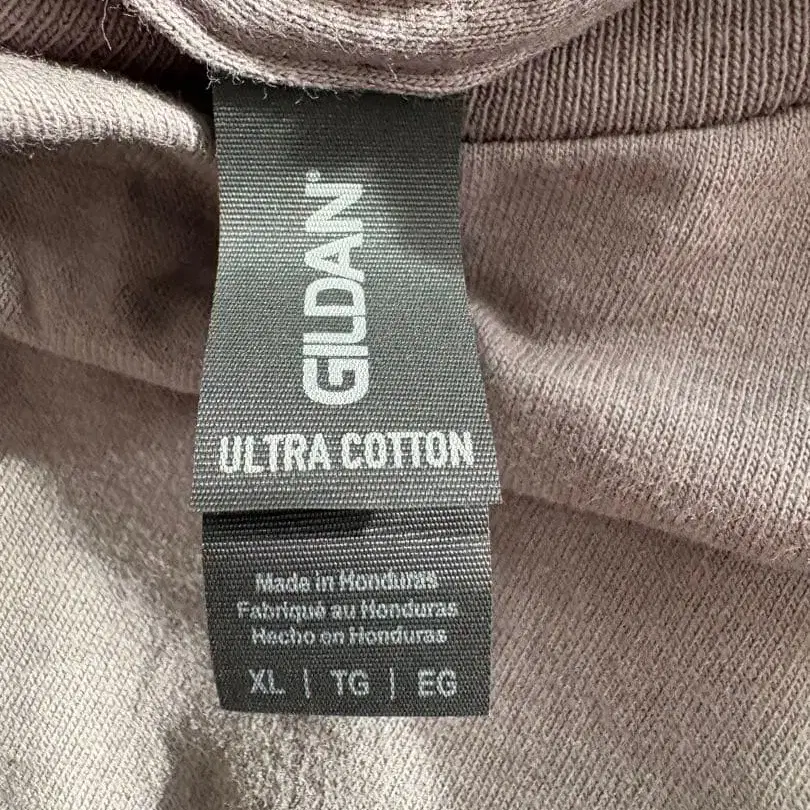 GILDAN®
ULTRA COTTON
Made in Honduras
Fabriqué au Honduras
Hecho en Honduras
XL | TG | EG